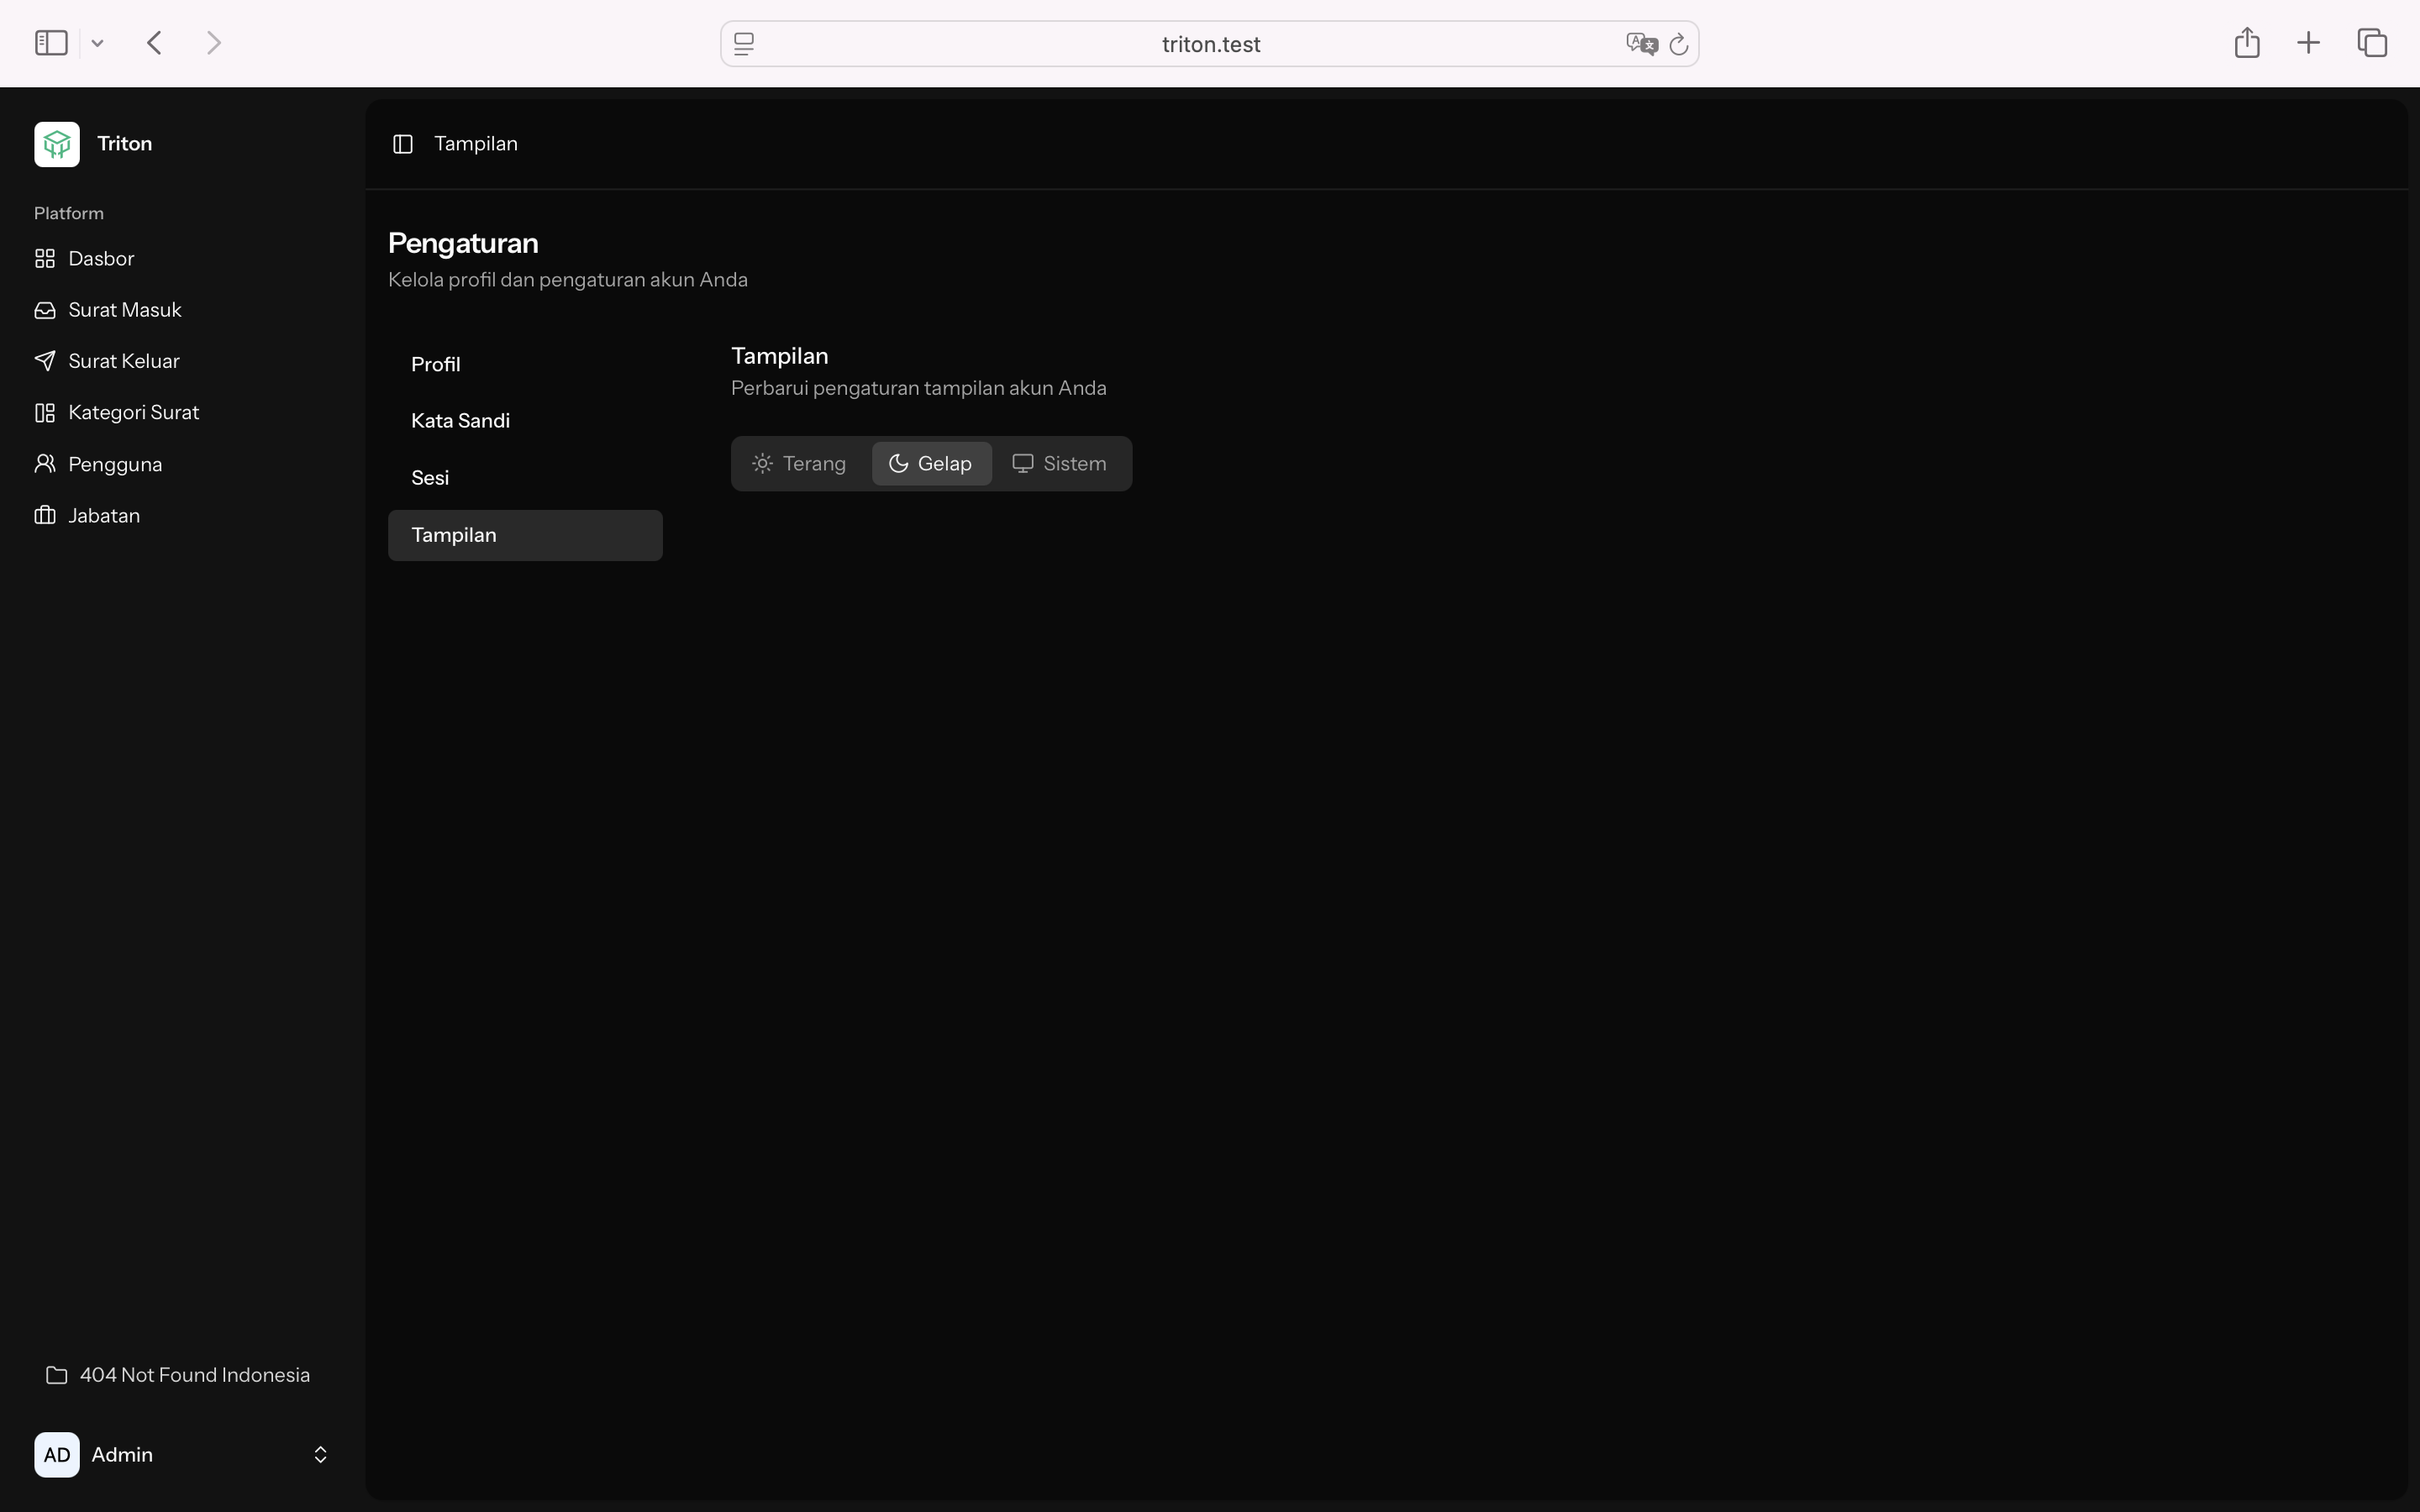 triton.test
Triton
Platform
Dasbor
Surat Masuk
Surat Keluar
Kategori Surat
Pengguna
Jabatan
404 Not Found Indonesia
AD Admin
Tampilan
Pengaturan
Kelola profil dan pengaturan akun Anda
Profil
Kata Sandi
Sesi
Tampilan
Tampilan
Perbarui pengaturan tampilan akun Anda
Terang Gelap Sistem